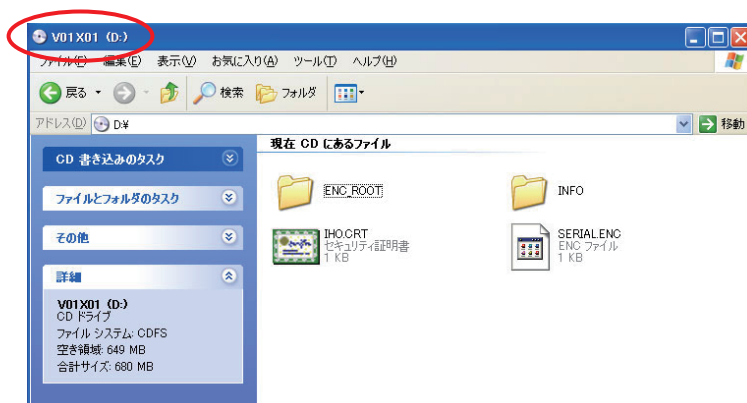 V01X01 (D:)
ファイル(F) 編集(E) 表示(V) お気に入り(A) ツール(T) ヘルプ(H)
戻る 検索 フォルダ
アドレス(D) D:¥ 移動
CD 書き込みのタスク
ファイルとフォルダのタスク
その他
詳細
V01X01 (D:)
CD ドライブ
ファイル システム: CDFS
空き領域: 649 MB
合計サイズ: 680 MB
現在 CD にあるファイル
ENC_ROOT
INFO
IHO.CRT
セキュリティ証明書
1 KB
SERIAL.ENC
ENC ファイル
1 KB